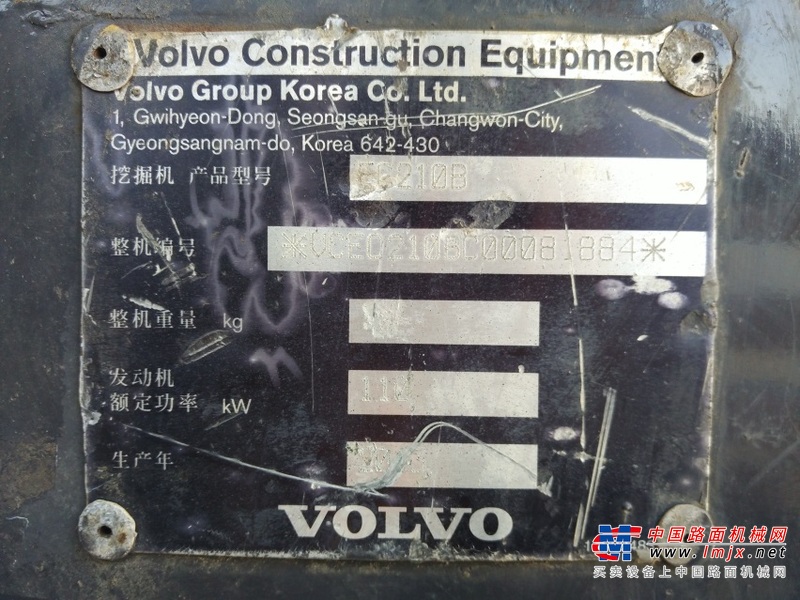 Volvo Construction Equipment
Volvo Group Korea Co. Ltd.
1, Gwihyeon-Dong, Seongsan-gu, Changwon-City,
Gyeongsangnam-do, Korea 642-430
挖掘机 产品型号 EC210B
整机编号 *VCEC210BC00081884*
整机重量 kg
发动机
额定功率 kW 110
生产年
VOLVO
中国路面机械网
www.lmjx.net
买卖设备上中国路面机械网